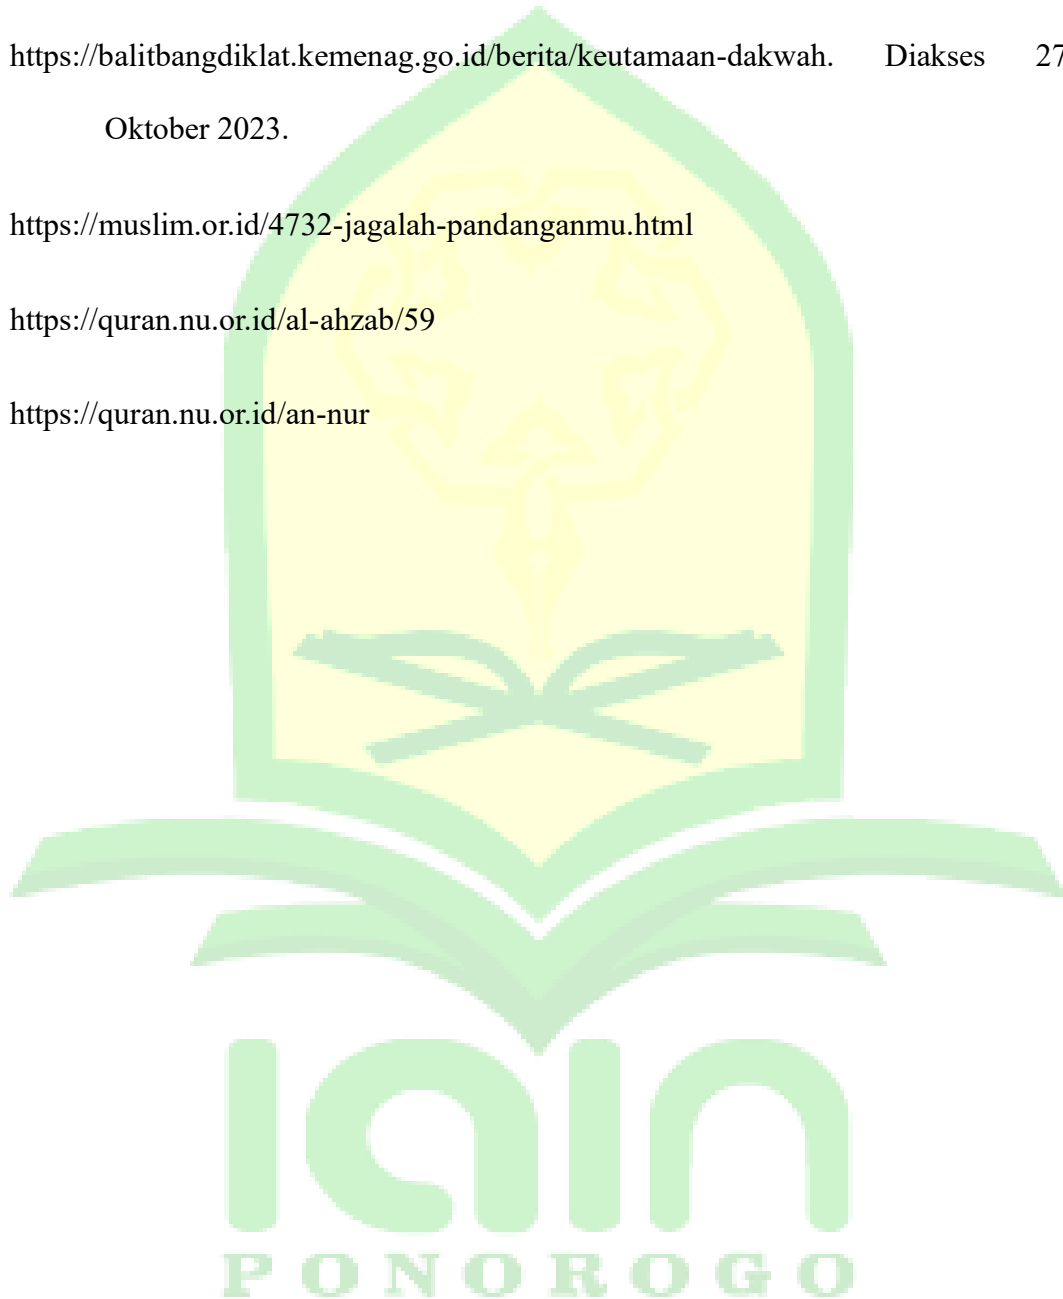 https://balitbangdiklat.kemenag.go.id/berita/keutamaan-dakwah. Diakses 27
Oktober 2023.
https://muslim.or.id/4732-jagalah-pandanganmu.html
https://quran.nu.or.id/al-ahzab/59
https://quran.nu.or.id/an-nur
iain
PONOROGO